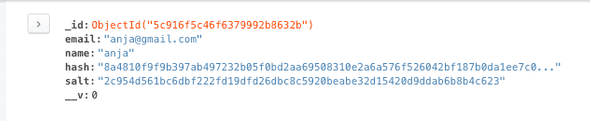 _id: ObjectId("5c916f5c46f6379992b8632b")
email: "anja@gmail.com"
name: "anja"
hash: "8a4810f9f9b397ab497232b05f0bd2aa69508310e2a6a576f526042bf187b0da1ee7c0..."
salt: "2c954d561bc6dbf222fd19dfd26dbc8c5920beabe32d15420d9ddab6b8b4c623"
__v: 0